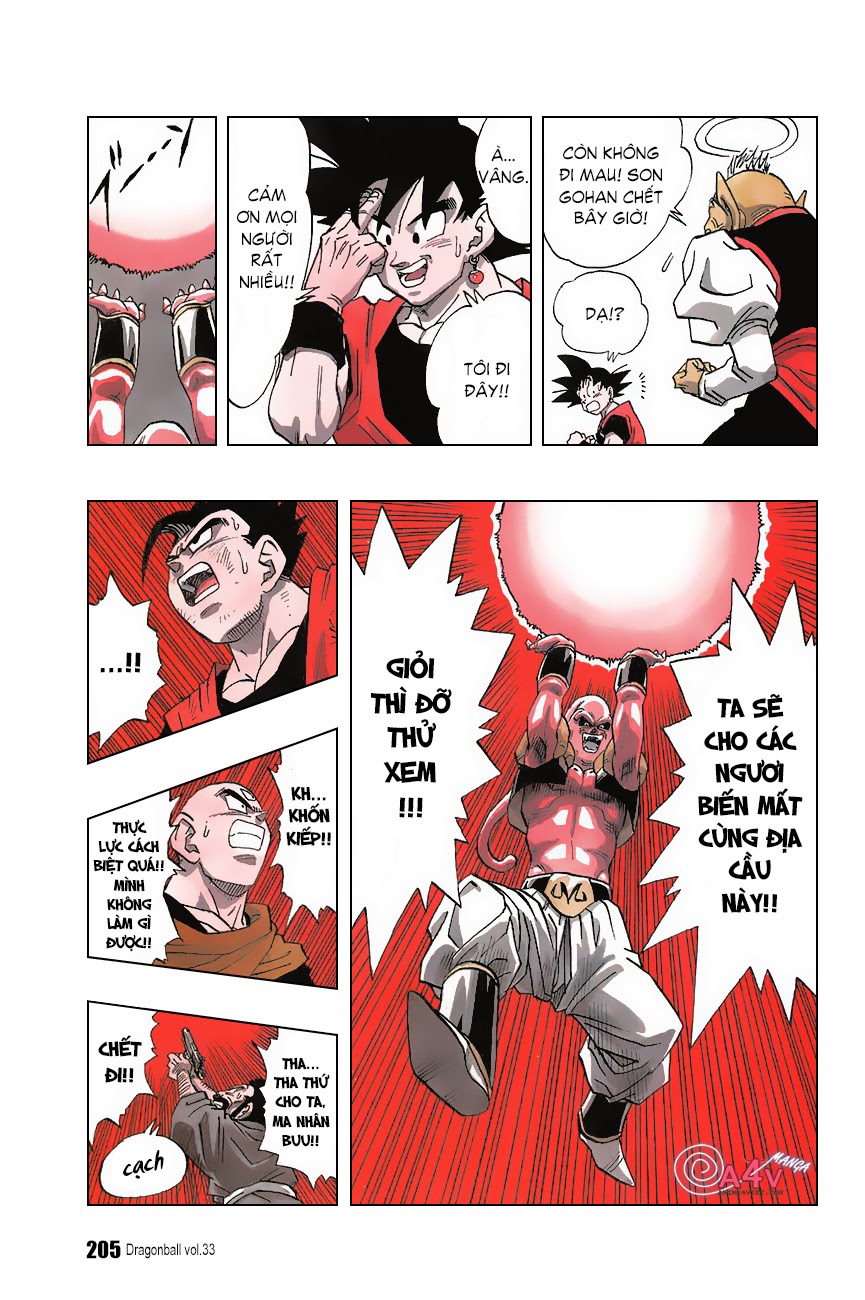 CÒN KHÔNG
ĐI MAU! SON
GOHAN CHẾT
BÂY GIỜ!
DẠ!?
À...
VÂNG.
CẢM
ƠN MỌI
NGƯỜI
RẤT
NHIỀU!!
TÔI ĐI
ĐÂY!!
TA SẼ
CHO CÁC
NGƯƠI
BIẾN MẤT
CÙNG ĐỊA
CẦU
NÀY!!
GIỎI
THÌ ĐỠ
THỬ
XEM
!!!
...!!
KH...
KHỐN
KIẾP!!
THỰC
LỰC CÁCH
BIỆT QUÁ!!
MÌNH
KHÔNG
LÀM GÌ
ĐƯỢC!!
THA...
THA THỨ
CHO TA,
MA NHÂN
BUU!!
CHẾT
ĐI!!
CẠCH
A4V
MANGA
205 Dragonball vol.33